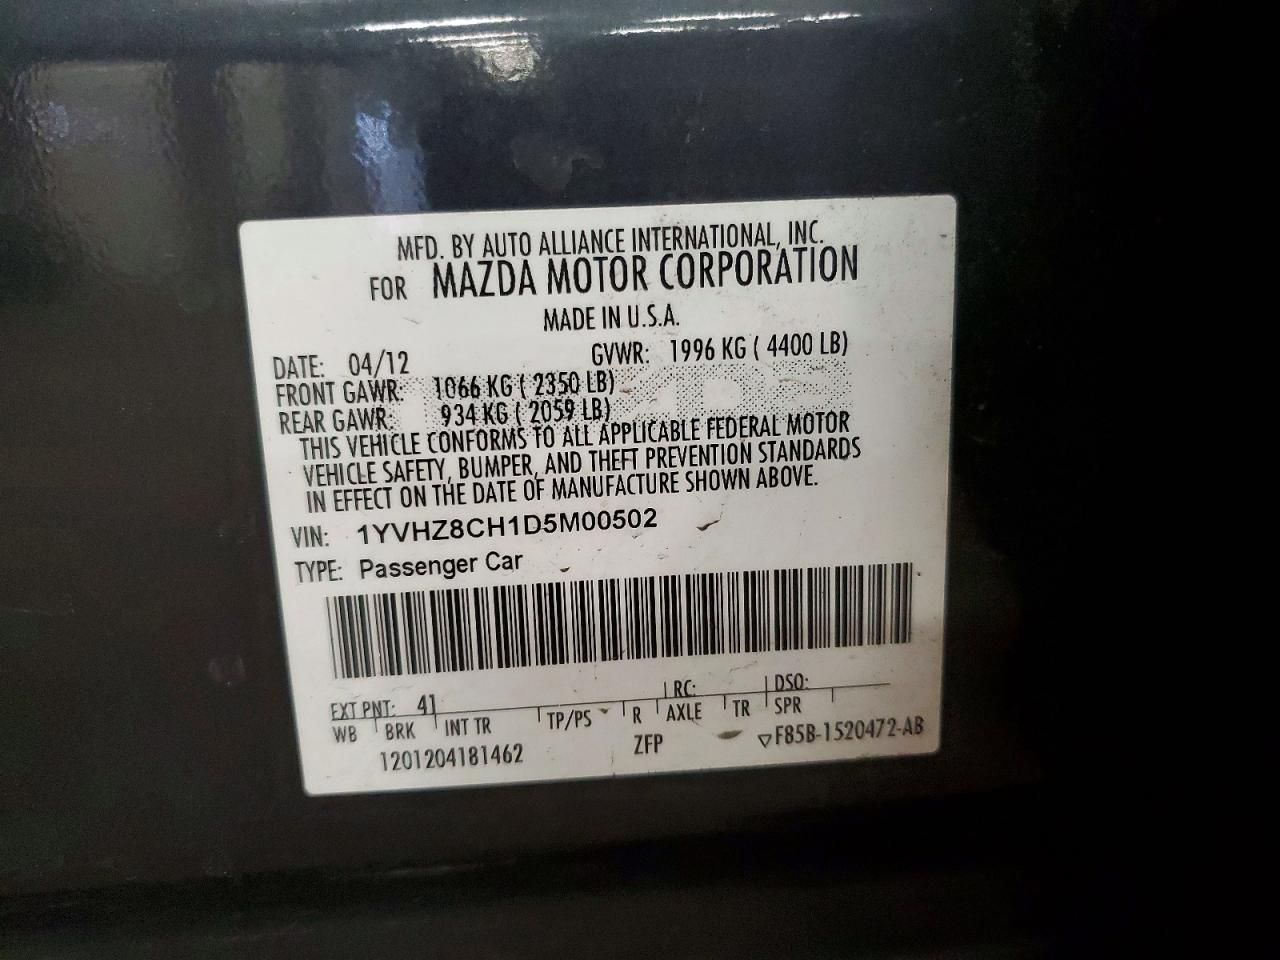 MFD. BY AUTO ALLIANCE INTERNATIONAL, INC.
FOR MAZDA MOTOR CORPORATION
MADE IN U.S.A.
DATE: 04/12 GVWR: 1996 KG ( 4400 LB)
FRONT GAWR: 1066 KG ( 2350 LB)
REAR GAWR: 934 KG ( 2059 LB)
THIS VEHICLE CONFORMS TO ALL APPLICABLE FEDERAL MOTOR
VEHICLE SAFETY, BUMPER, AND THEFT PREVENTION STANDARDS
IN EFFECT ON THE DATE OF MANUFACTURE SHOWN ABOVE.
VIN: 1YVHZ8CH1D5M00502
TYPE: Passenger Car
EXT PNT: 41 RC: DSO:
WB BRK INT TR TP/PS R AXLE TR SPR
1201204181462 ZFP ▽F85B-1520472-AB